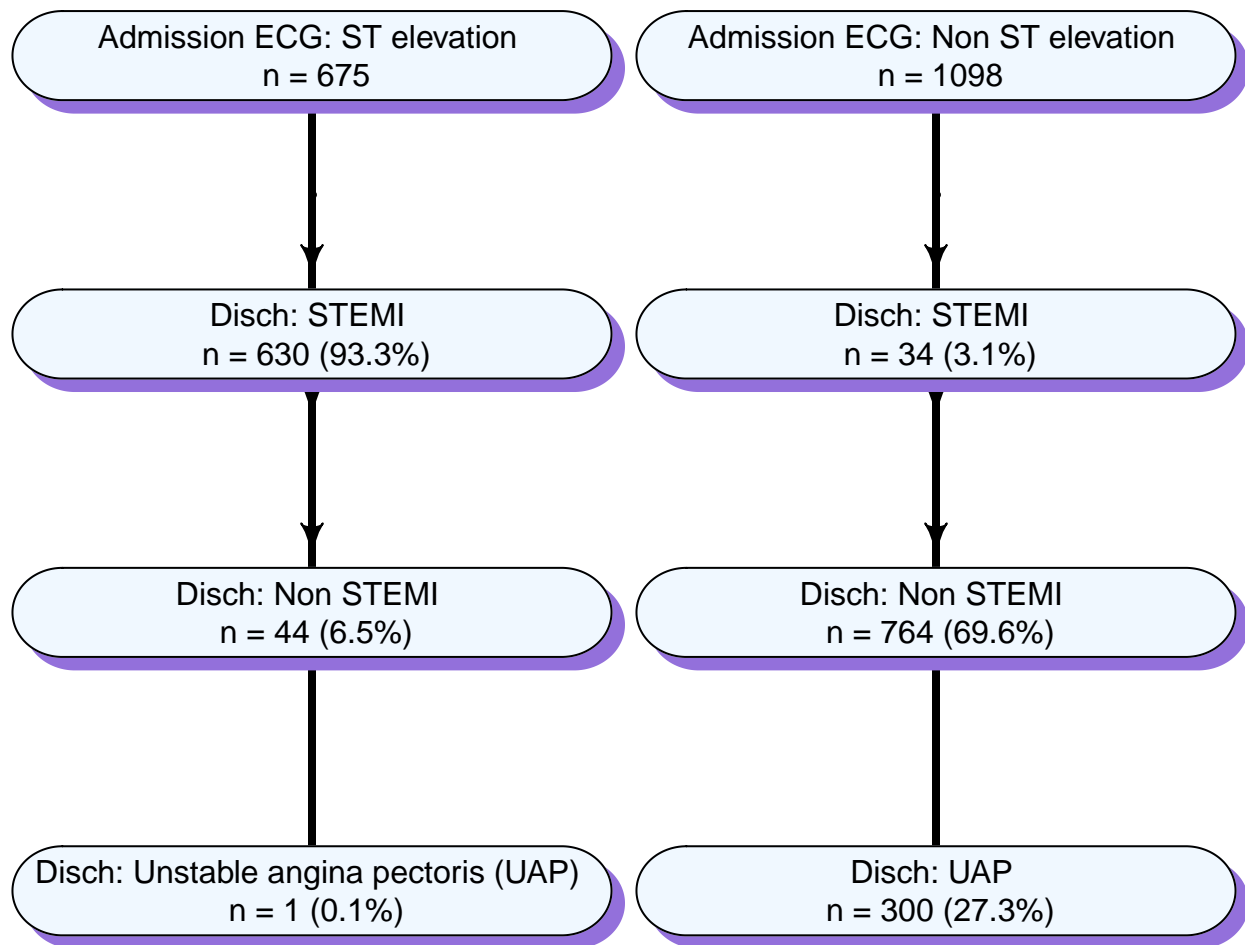 Admission ECG: ST elevation
n = 675
Admission ECG: Non ST elevation
n = 1098
Disch: STEMI
n = 630 (93.3%)
Disch: STEMI
n = 34 (3.1%)
Disch: Non STEMI
n = 44 (6.5%)
Disch: Non STEMI
n = 764 (69.6%)
Disch: Unstable angina pectoris (UAP)
n = 1 (0.1%)
Disch: UAP
n = 300 (27.3%)